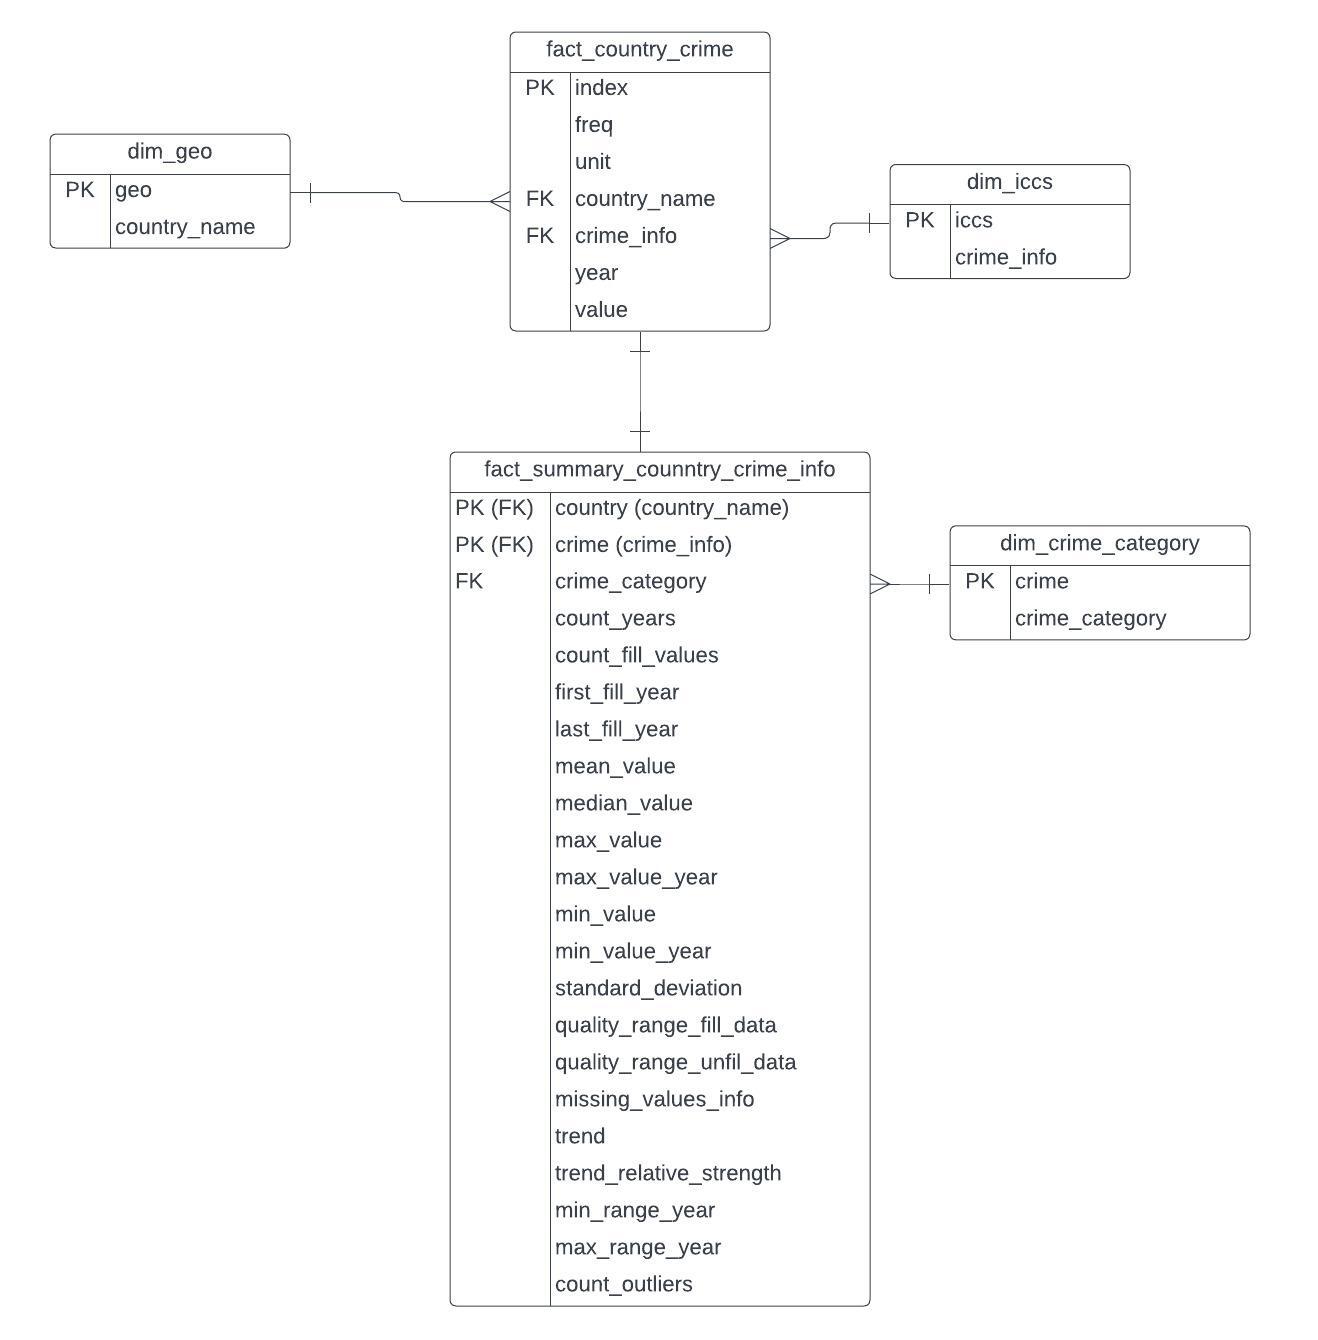 fact_country_crime
PK index
freq
unit
FK country_name
FK crime_info
year
value
dim_geo
PK geo
country_name
dim_iccs
PK iccs
crime_info
fact_summary_counntry_crime_info
PK (FK) country (country_name)
PK (FK) crime (crime_info)
FK crime_category
count_years
count_fill_values
first_fill_year
last_fill_year
mean_value
median_value
max_value
max_value_year
min_value
min_value_year
standard_deviation
quality_range_fill_data
quality_range_unfil_data
missing_values_info
trend
trend_relative_strength
min_range_year
max_range_year
count_outliers
dim_crime_category
PK crime
crime_category